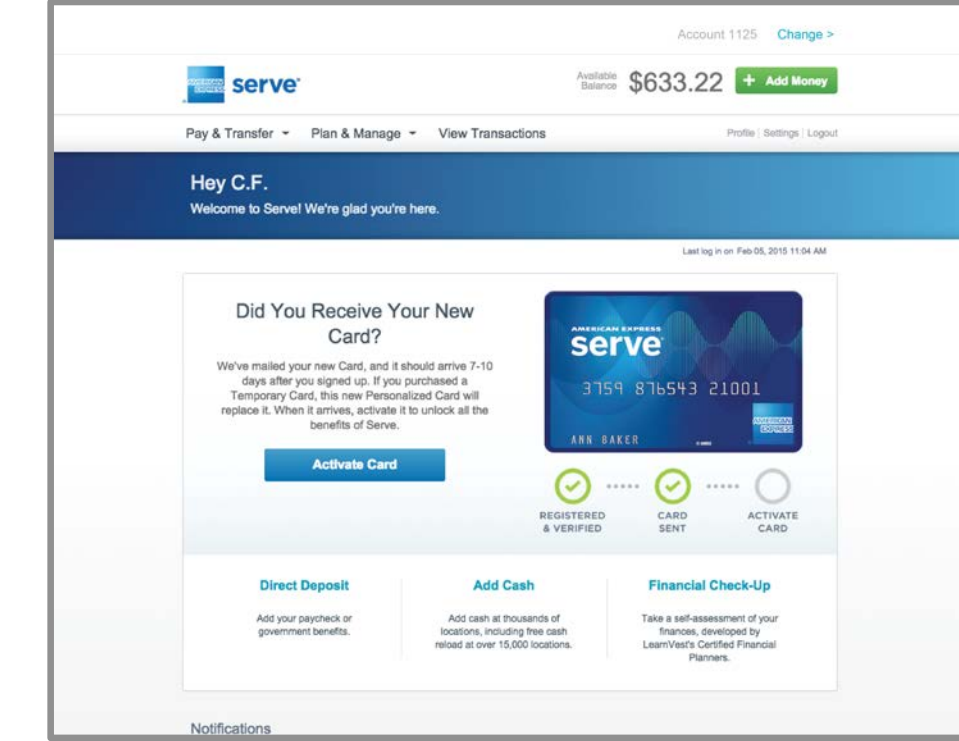 Account 1125 Change >
AMERICAN EXPRESS serve®
Available Balance $633.22 + Add Money
Pay & Transfer Plan & Manage View Transactions Profile | Settings | Logout
Hey C.F.
Welcome to Serve! We're glad you're here.
Last log in on Feb 05, 2015 11:04 AM
Did You Receive Your New
Card?
We've mailed your new Card, and it should arrive 7-10
days after you signed up. If you purchased a
Temporary Card, this new Personalized Card will
replace it. When it arrives, activate it to unlock all the
benefits of Serve.
Activate Card
AMERICAN EXPRESS
serve
3759 876543 21001
AMERICAN
EXPRESS
ANN BAKER
REGISTERED
& VERIFIED
CARD
SENT
ACTIVATE
CARD
Direct Deposit
Add your paycheck or
government benefits.
Add Cash
Add cash at thousands of
locations, including free cash
reload at over 15,000 locations.
Financial Check-Up
Take a self-assessment of your
finances, developed by
LearnVest's Certified Financial
Planners.
Notifications